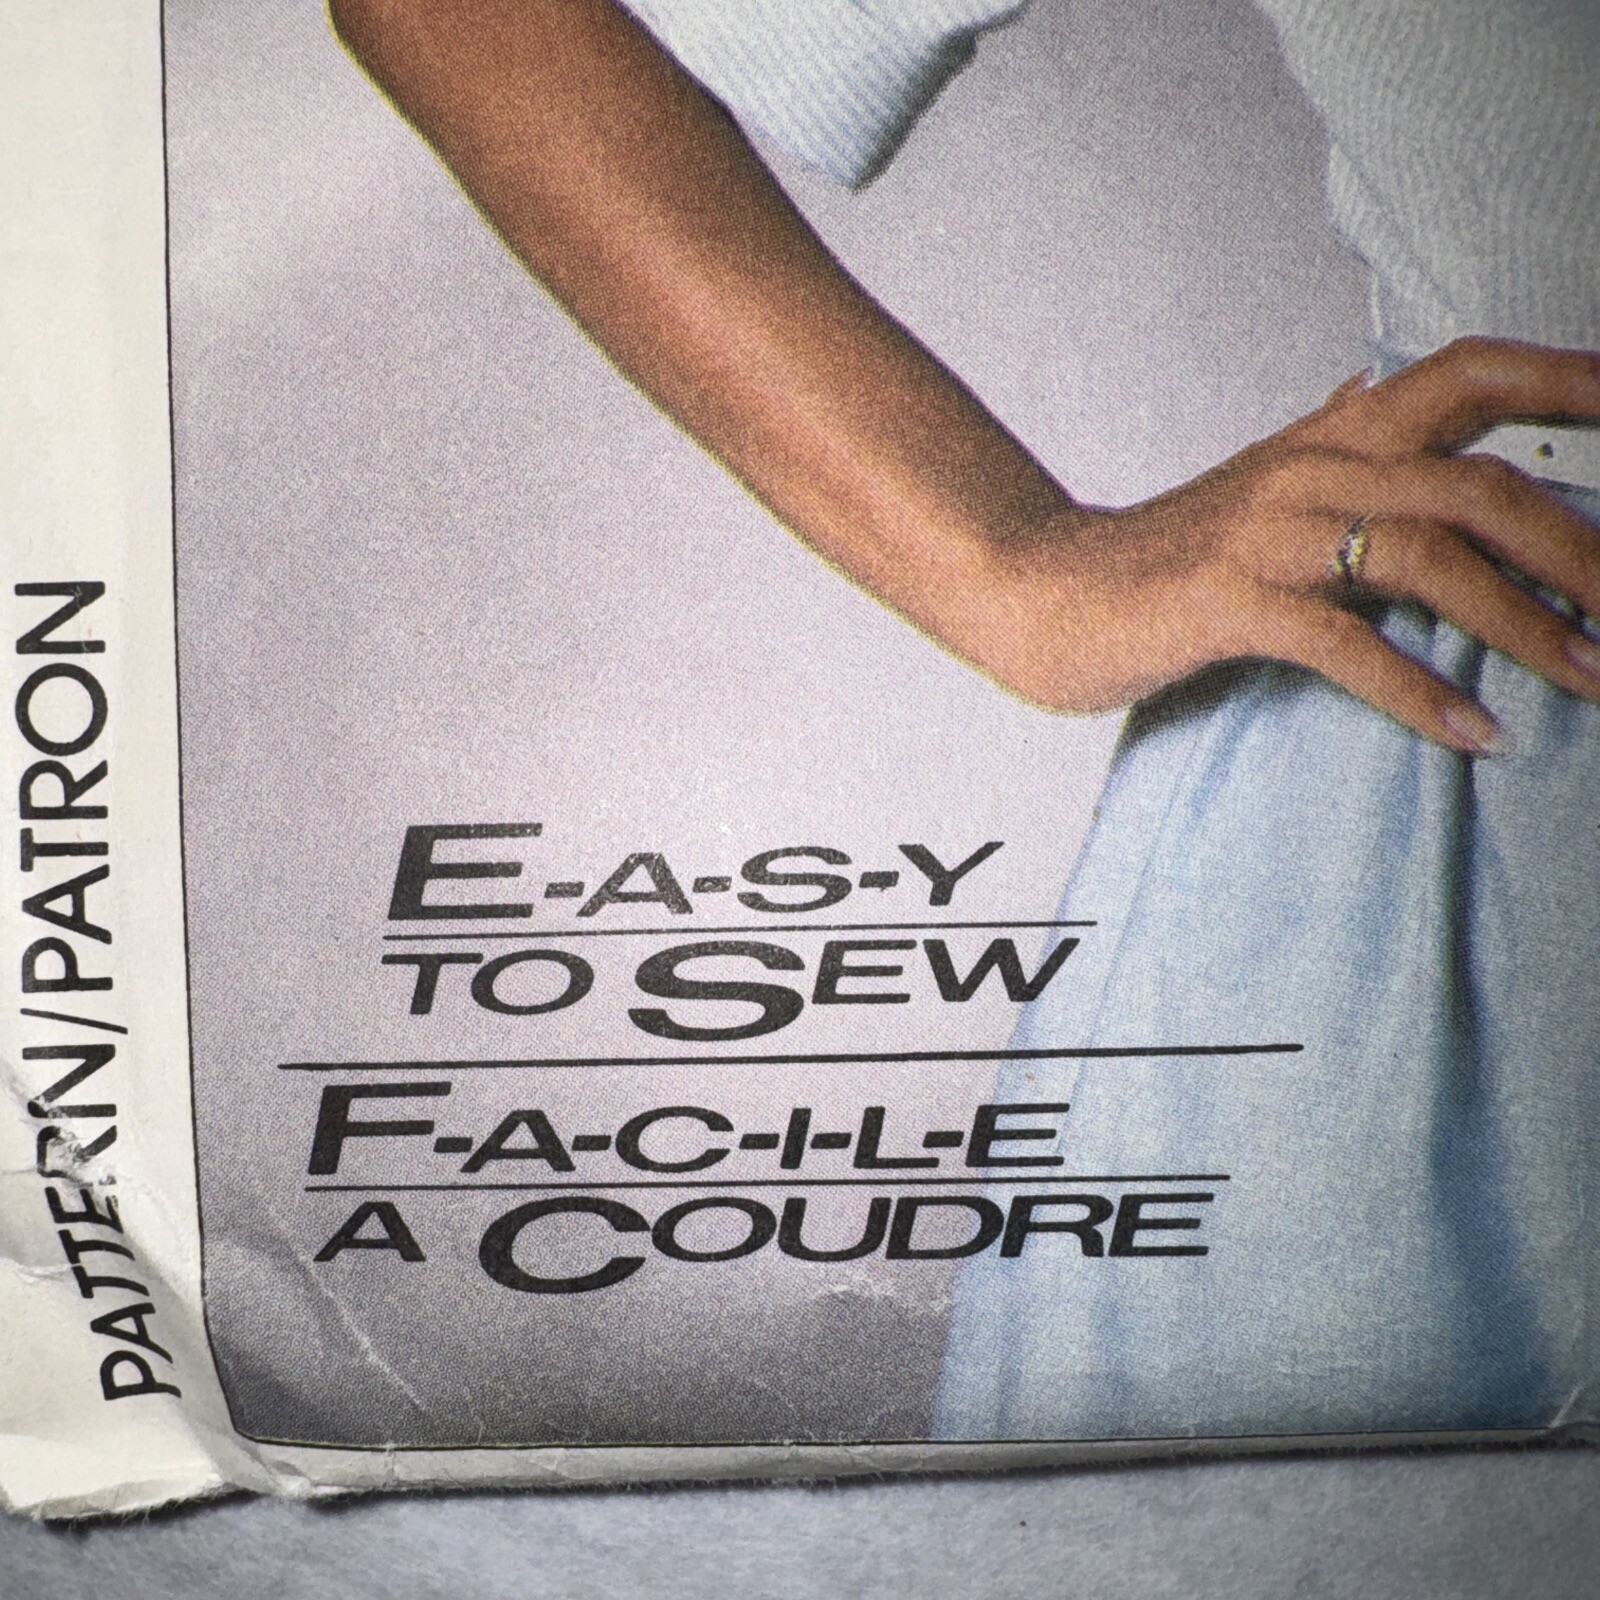 PATTERN/PATRON
E-A-S-Y
TO SEW
F-A-C-I-L-E
A COUDRE